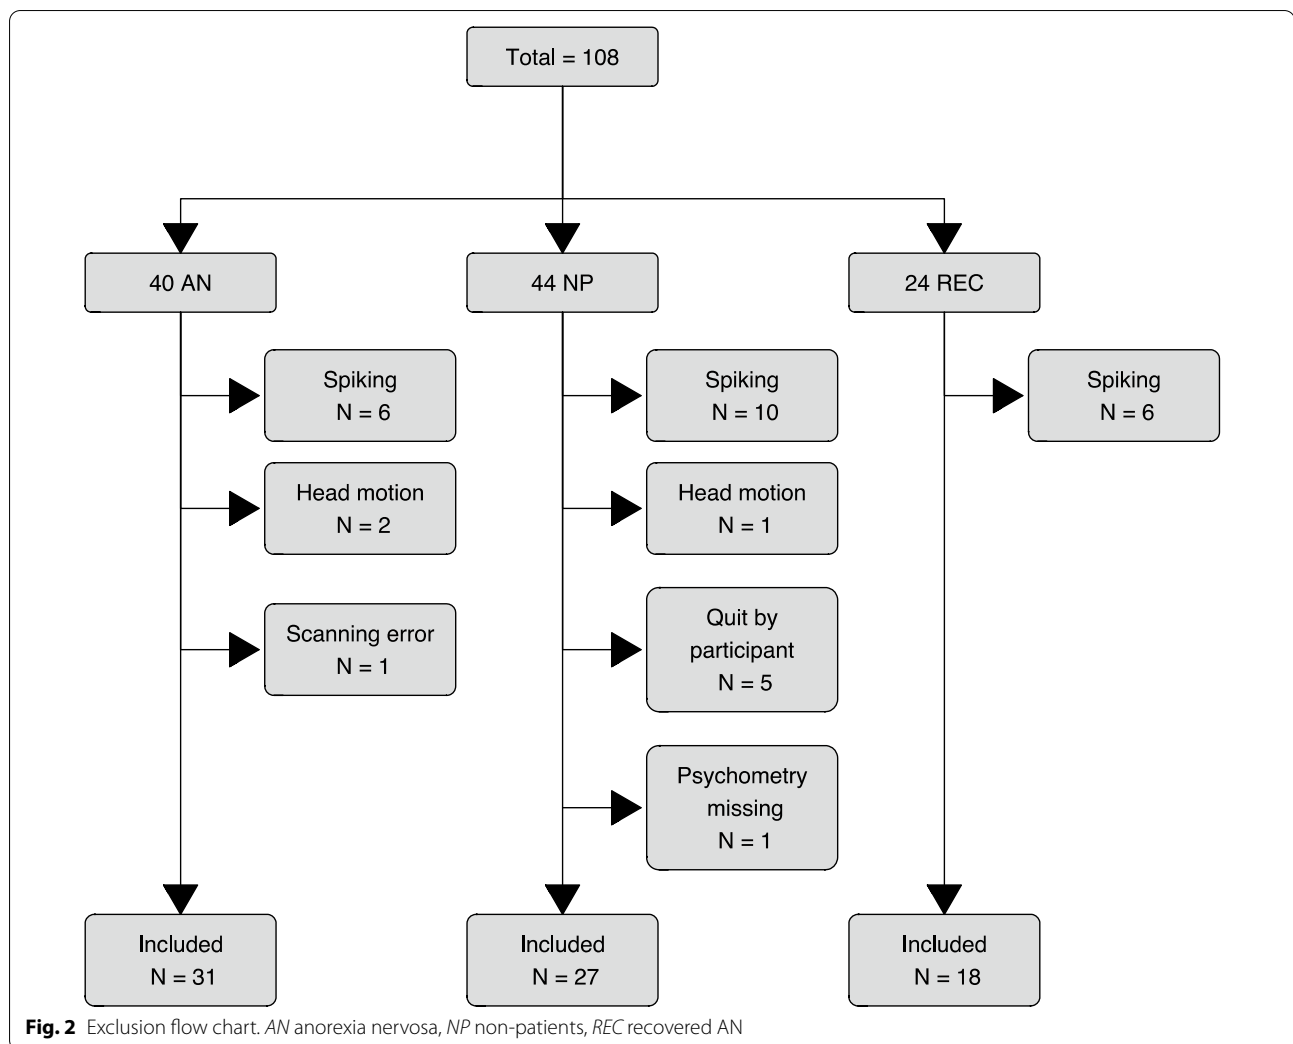 Total = 108
40 AN
44 NP
24 REC
Spiking
N = 6
Spiking
N = 10
Spiking
N = 6
Head motion
N = 2
Head motion
N = 1
Scanning error
N = 1
Quit by
participant
N = 5
Psychometry
missing
N = 1
Included
N = 31
Included
N = 27
Included
N = 18
Fig. 2 Exclusion flow chart. AN anorexia nervosa, NP non-patients, REC recovered AN